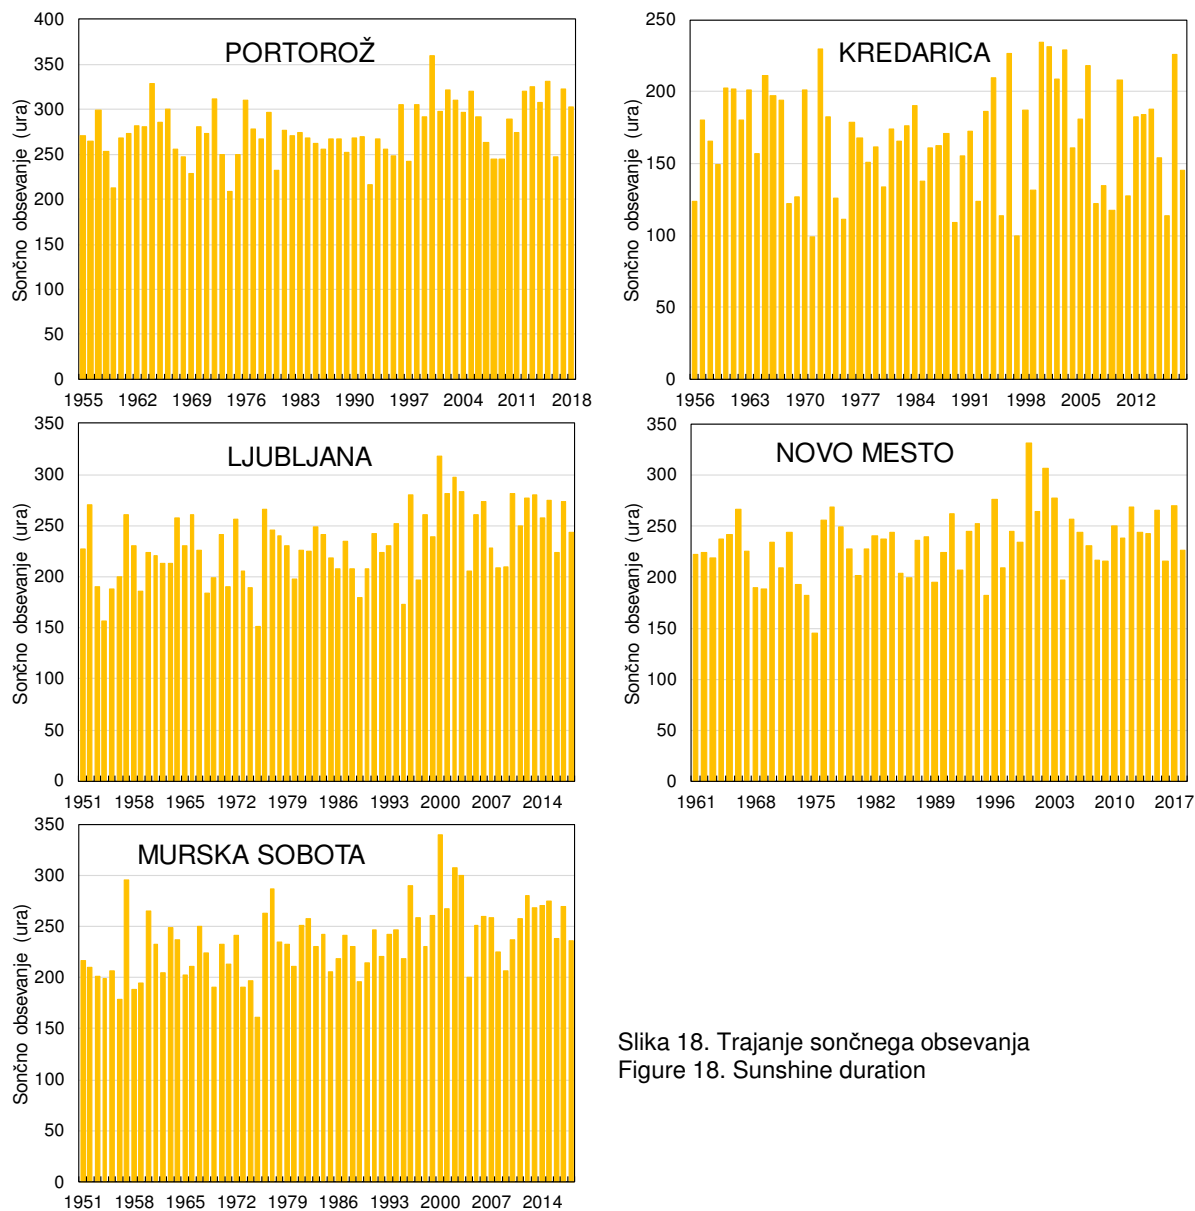 PORTOROŽ
Sončno obsevanje (ura)
400
350
300
250
200
150
100
50
0
1955 1962 1969 1976 1983 1990 1997 2004 2011 2018
KREDARICA
Sončno obsevanje (ura)
250
200
150
100
50
0
1956 1963 1970 1977 1984 1991 1998 2005 2012
LJUBLJANA
Sončno obsevanje (ura)
350
300
250
200
150
100
50
0
1951 1958 1965 1972 1979 1986 1993 2000 2007 2014
NOVO MESTO
Sončno obsevanje (ura)
350
300
250
200
150
100
50
0
1961 1968 1975 1982 1989 1996 2003 2010 2017
MURSKA SOBOTA
Sončno obsevanje (ura)
350
300
250
200
150
100
50
0
1951 1958 1965 1972 1979 1986 1993 2000 2007 2014
Slika 18. Trajanje sončnega obsevanja
Figure 18. Sunshine duration